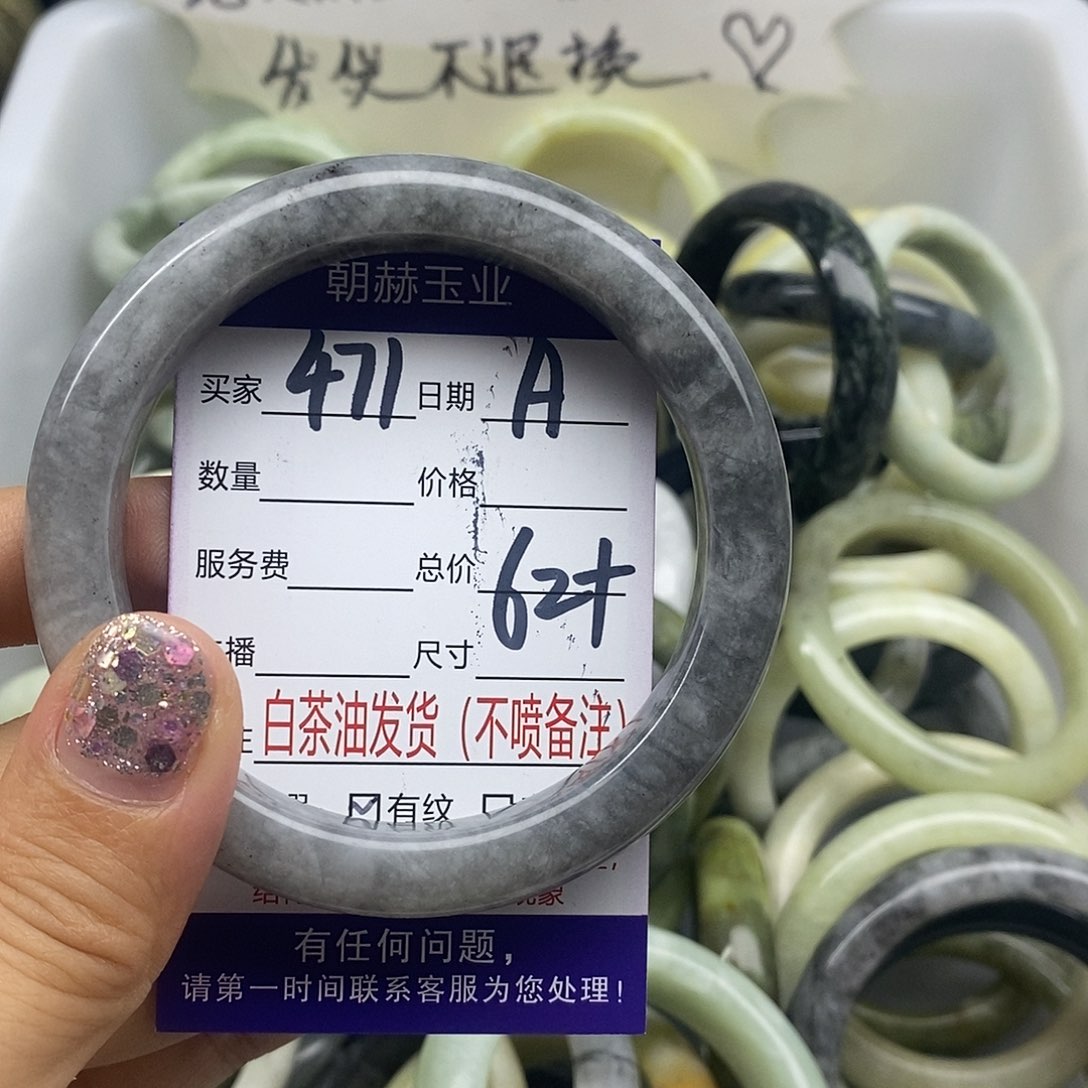 发货不退换
朝赫玉业
买家 471 日期 A
数量 价格
服务费 总价 62+
播 尺寸
白茶油发货（不喷备注）
有纹
有任何问题，
请第一时间联系客服为您处理！